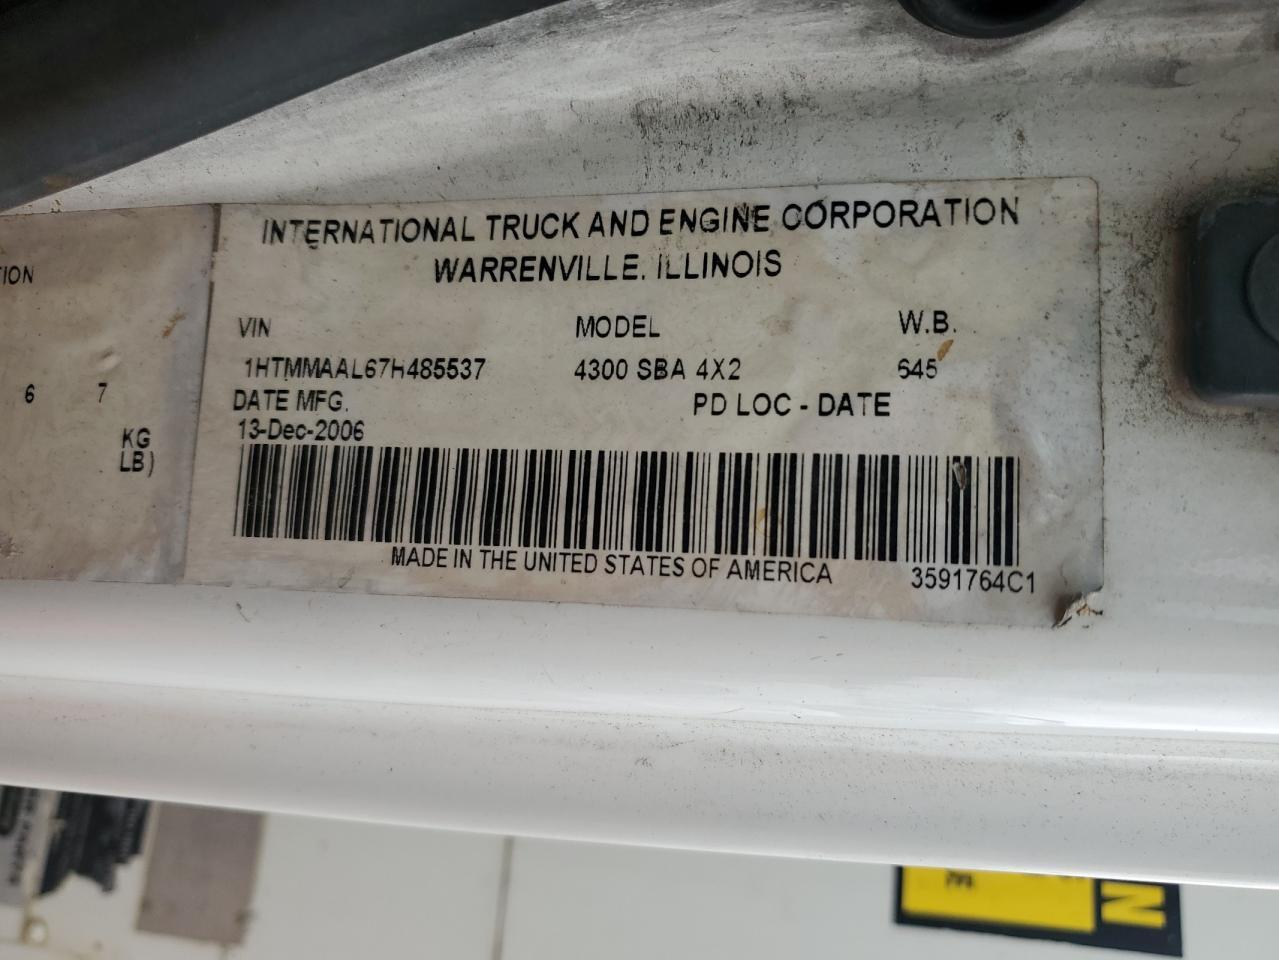 INTERNATIONAL TRUCK AND ENGINE CORPORATION
WARRENVILLE, ILLINOIS
VIN MODEL W.B.
1HTMMAAL67H485537 4300 SBA 4X2 645
DATE MFG. PD LOC - DATE
13-Dec-2006
MADE IN THE UNITED STATES OF AMERICA 3591764C1
TION
6 7
KG
LB)
N